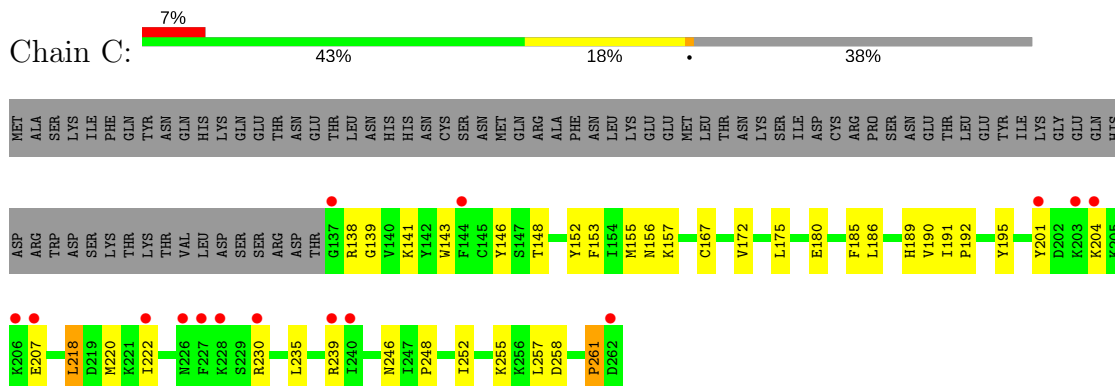 7%
Chain C:
43% 18% • 38%
MET ALA SER LYS ILE PHE GLN TYR ASN GLN HIS LYS GLN GLU THR ASN GLU THR LEU ASN HIS HIS ASN CYS SER ASN MET GLN ARG ALA PHE ASN LEU LYS GLU GLU MET LEU THR ASN LYS SER ILE ASP CYS ARG PRO SER ASN GLU THR LEU GLU TYR ILE LYS GLY GLU GLN HIS
ASP ARG TRP ASP SER LYS THR LYS THR VAL LEU ASP SER SER ARG ASP THR G137 R138 G139 V140 K141 Y142 W143 F144 C145 Y146 S147 T148 Y152 F153 I154 M155 N156 K157 C167 V172 L175 E180 F185 L186 H189 V190 I191 P192 Y195 Y201 D202 K203 K204 K205
K206 E207 L218 D219 M220 K221 I222 N226 F227 K228 S229 R230 L235 R239 I240 N246 I247 P248 I252 K255 K256 L257 D258 P261 D262